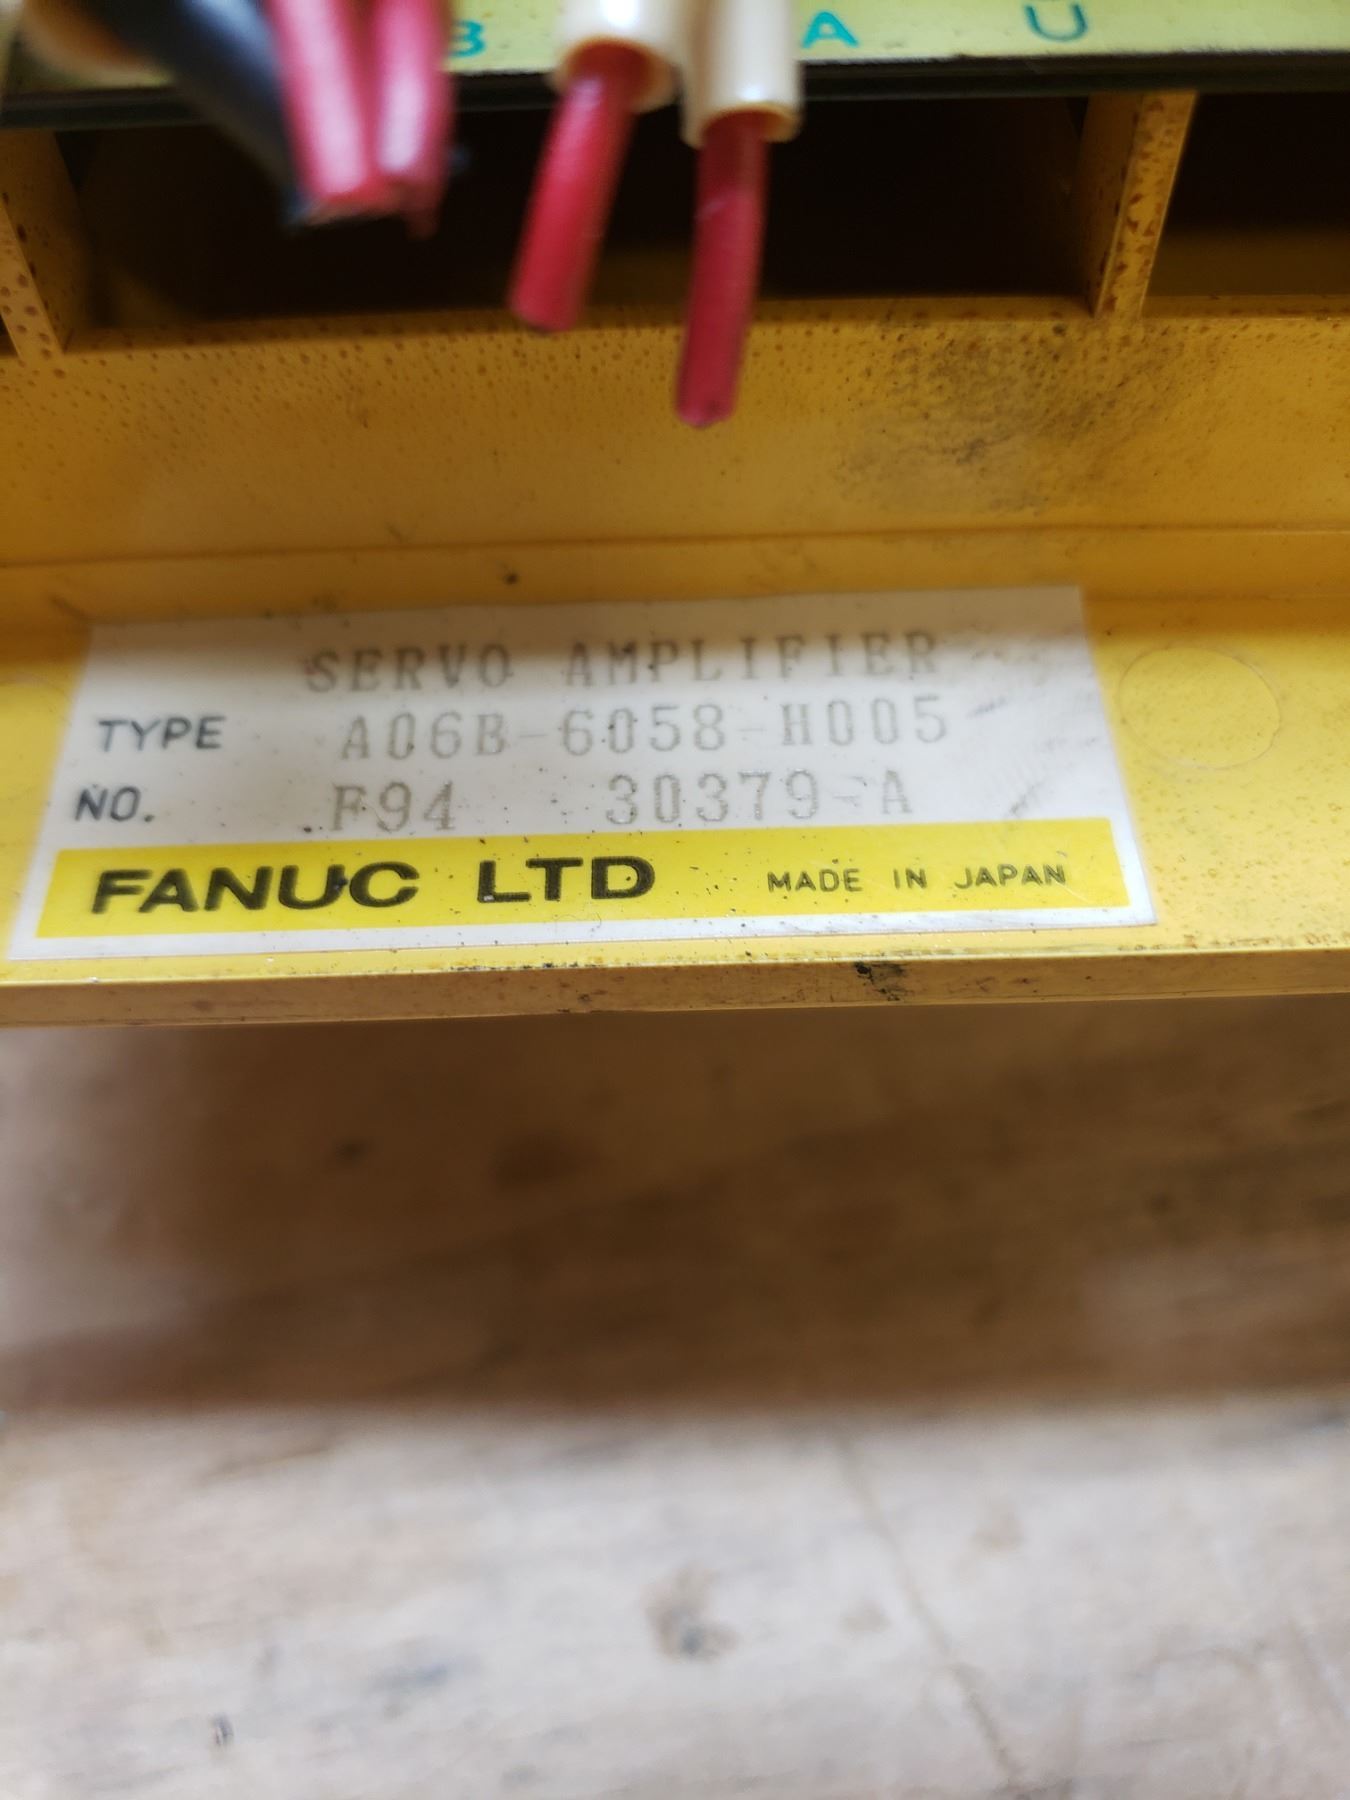 B A U
SERVO AMPLIFIER
TYPE A06B-6058-H005
NO. F94 30379-A
FANUC LTD MADE IN JAPAN